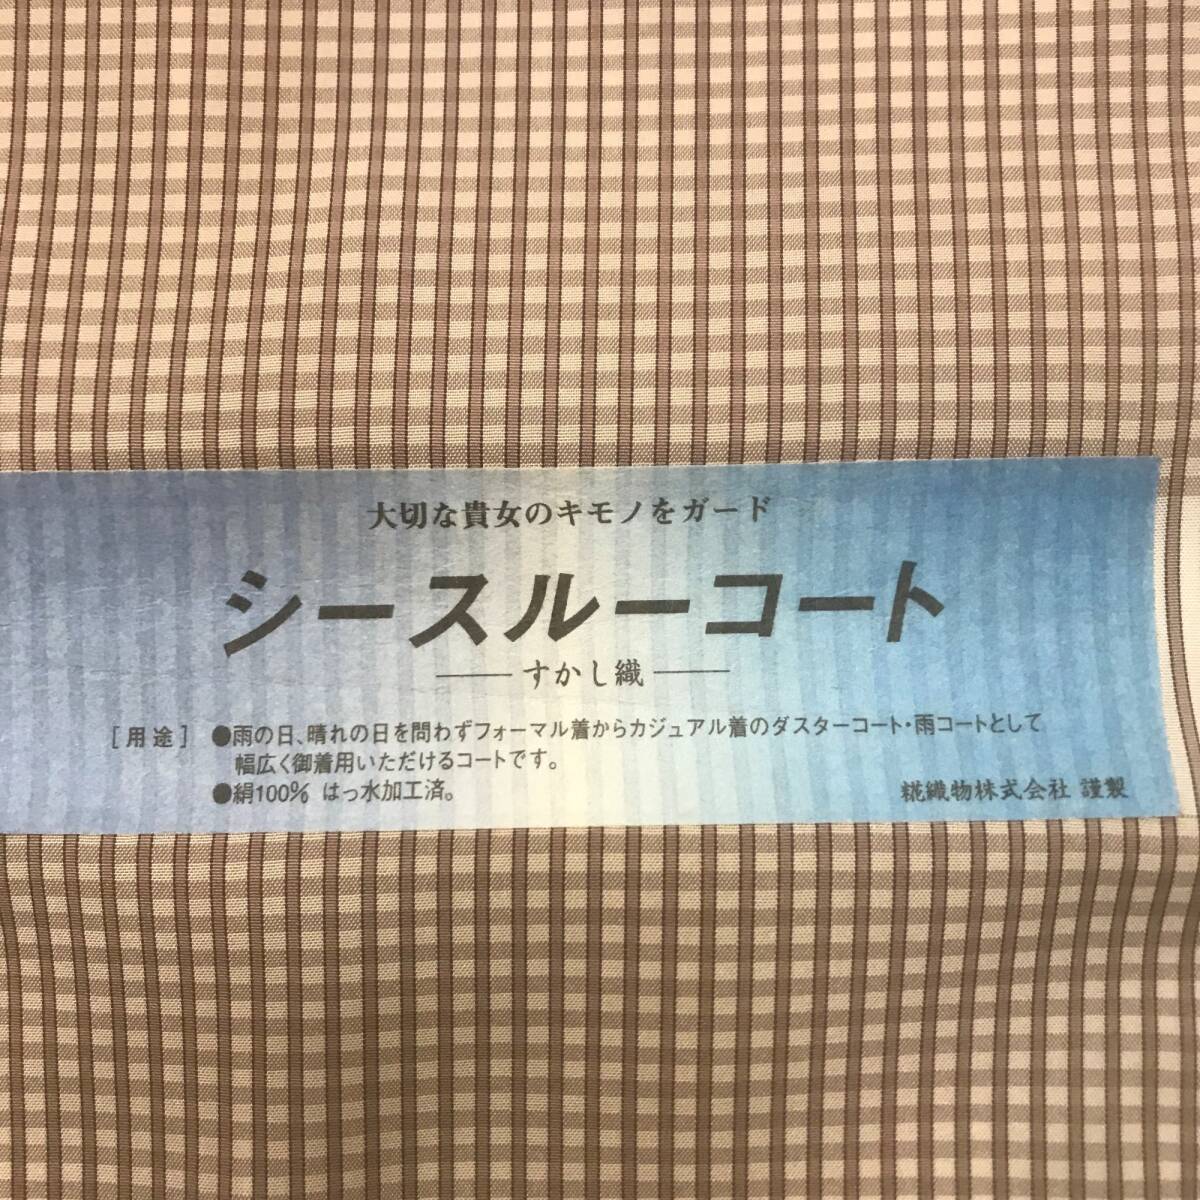 大切な貴女のキモノをガード
シースルーコート
すかし織
[用途] ●雨の日、晴れの日を問わずフォーマル着からカジュアル着のダスターコート・雨コートとして
幅広く御着用いただけるコートです。
●絹100% はっ水加工済。
糀織物株式会社 謹製